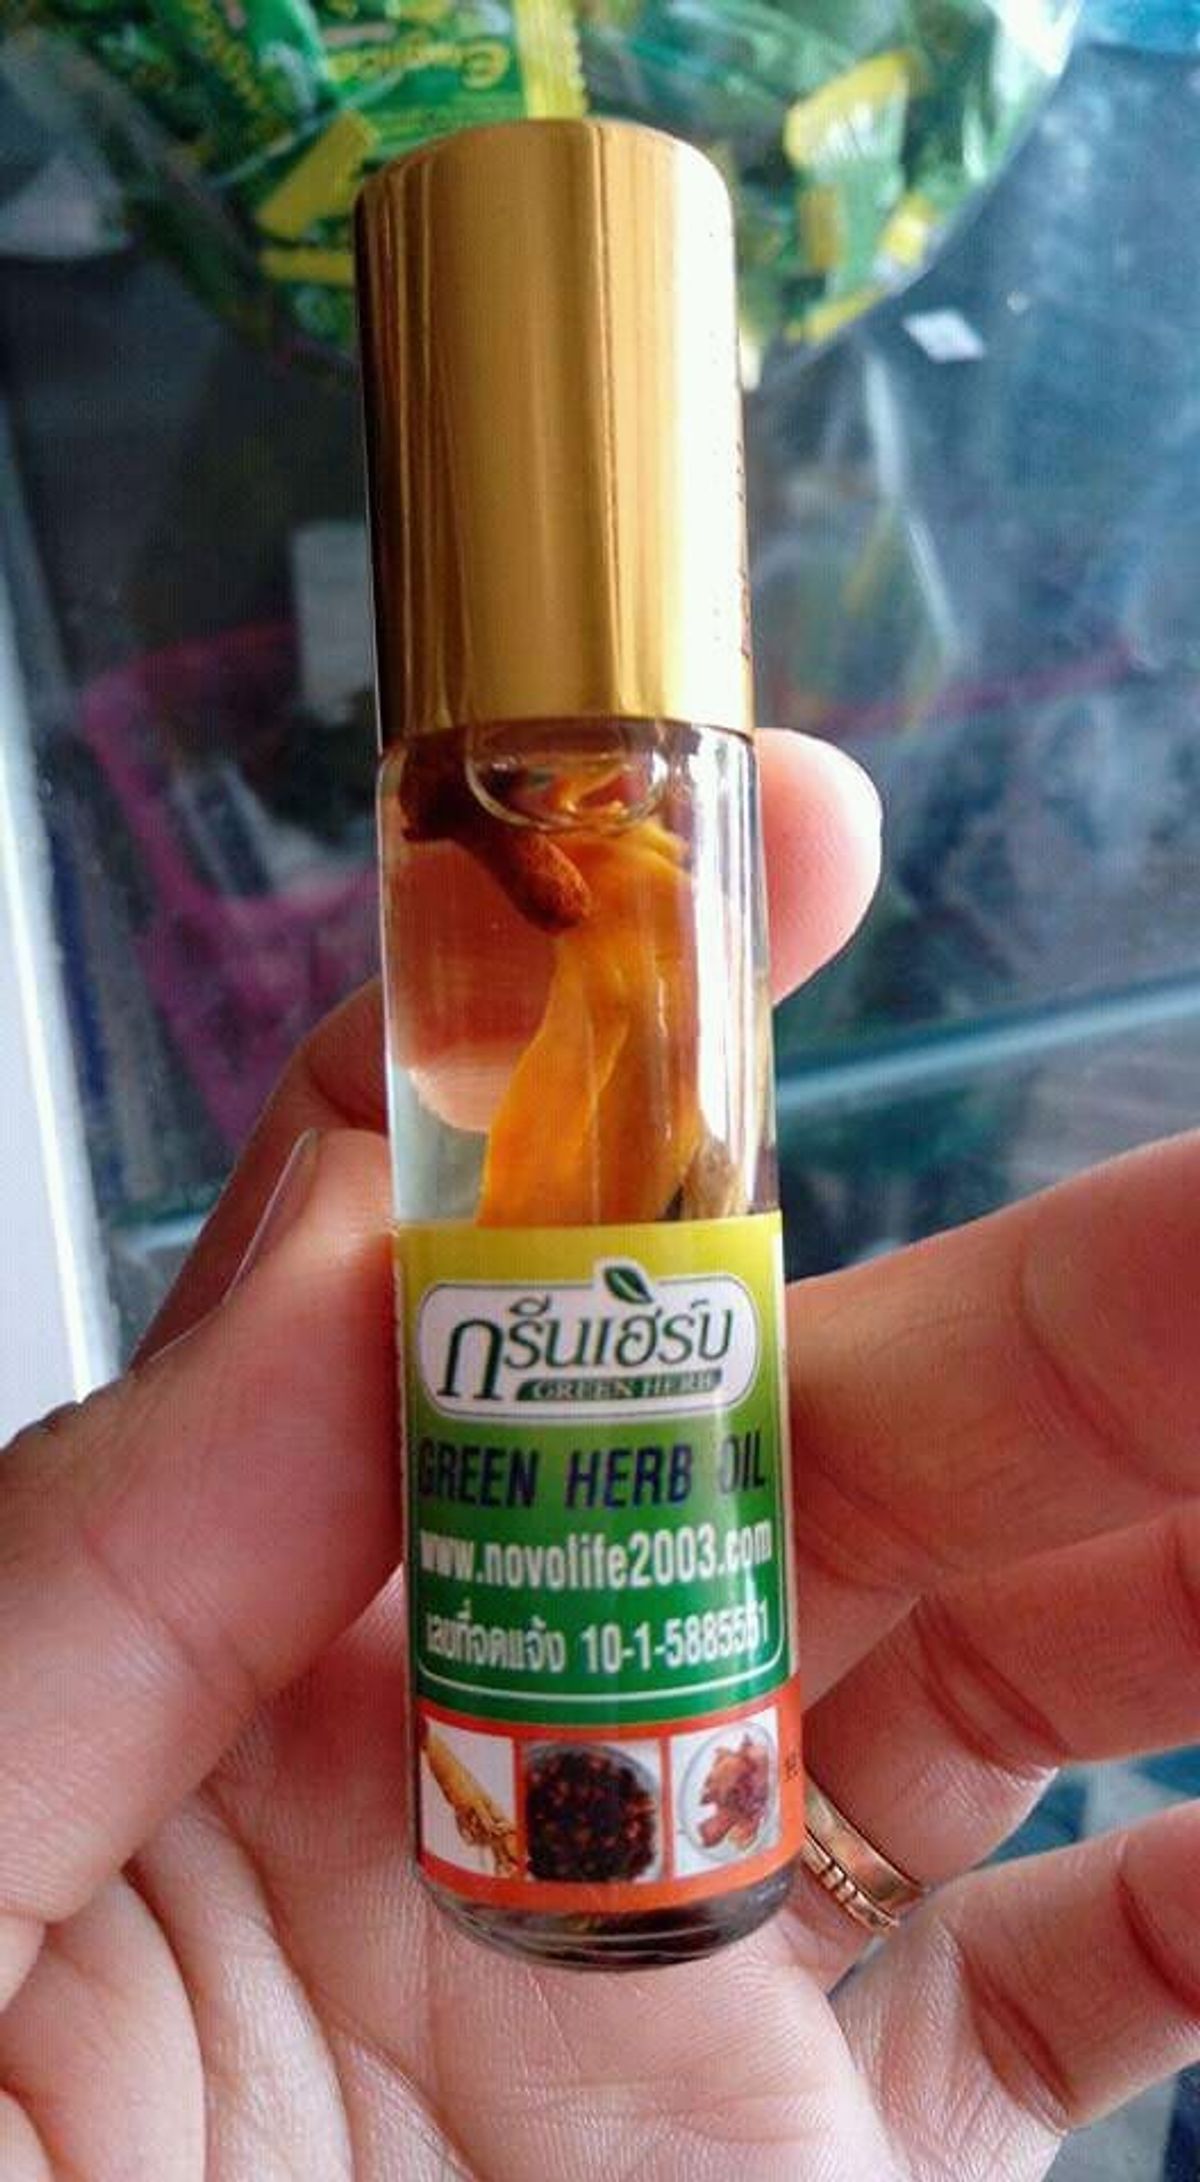 กรีนเฮิร์บ
GREEN HERB
GREEN HERB OIL
www.novolife2003.com
เลขที่จดแจ้ง 10-1-5885561